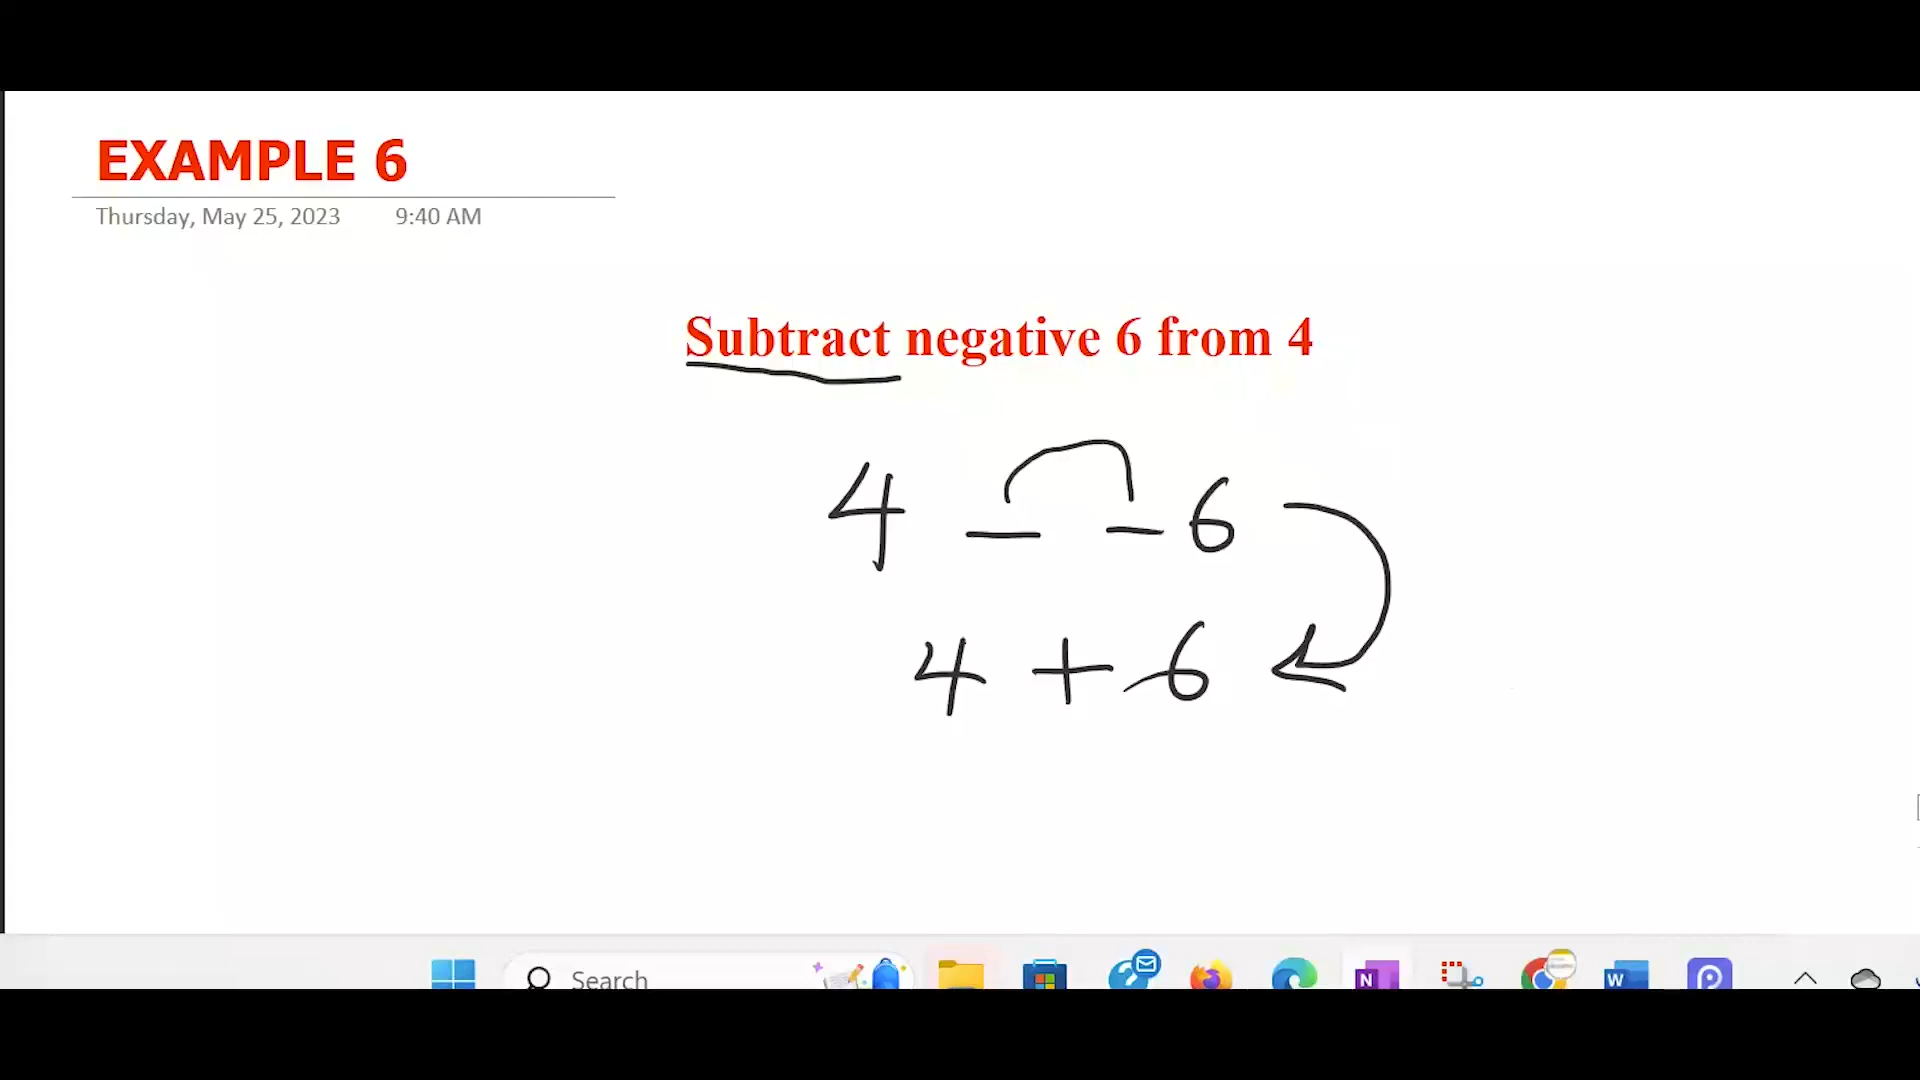 EXAMPLE 6
Thursday, May 25, 2023 9:40 AM
Subtract negative 6 from 4
4 - -6
4 + 6
Search